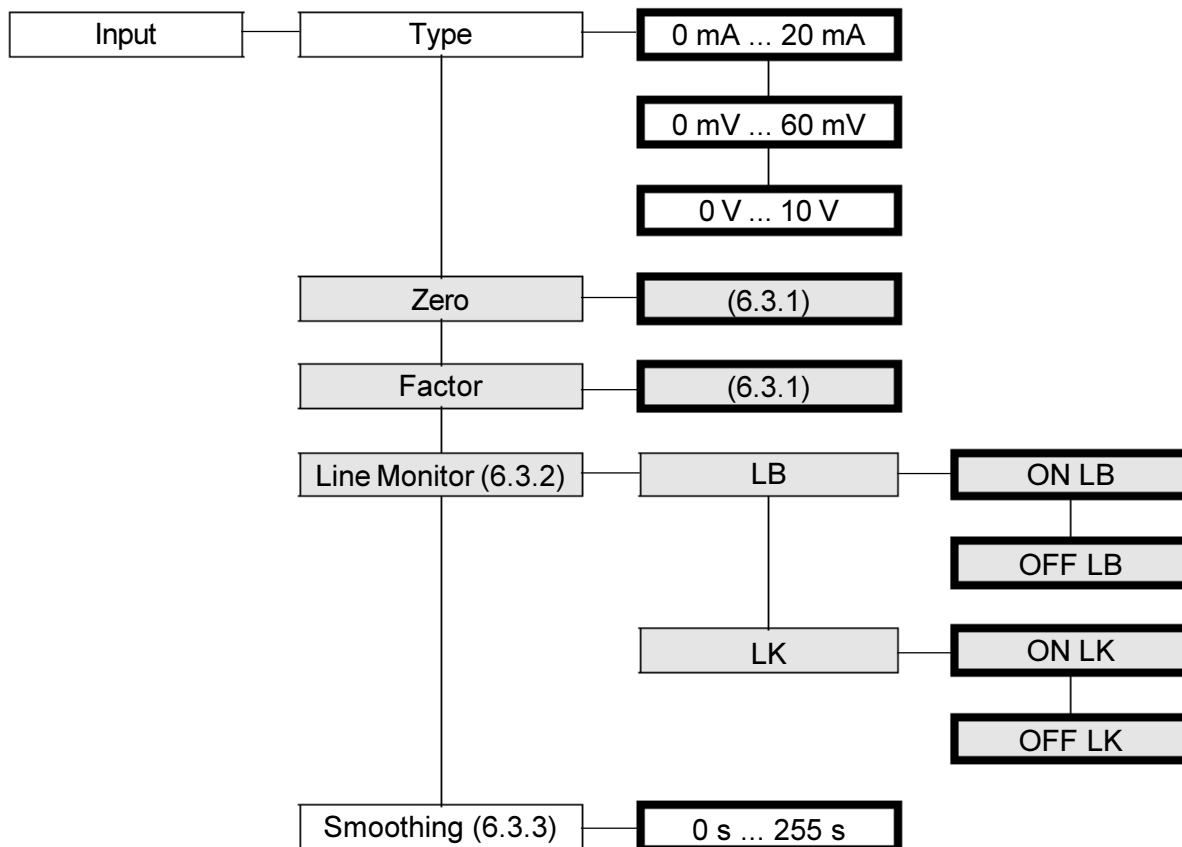 Input
Type
0 mA ... 20 mA
0 mV ... 60 mV
0 V ... 10 V
Zero
(6.3.1)
Factor
(6.3.1)
Line Monitor (6.3.2)
LB
ON LB
OFF LB
LK
ON LK
OFF LK
Smoothing (6.3.3)
0 s ... 255 s